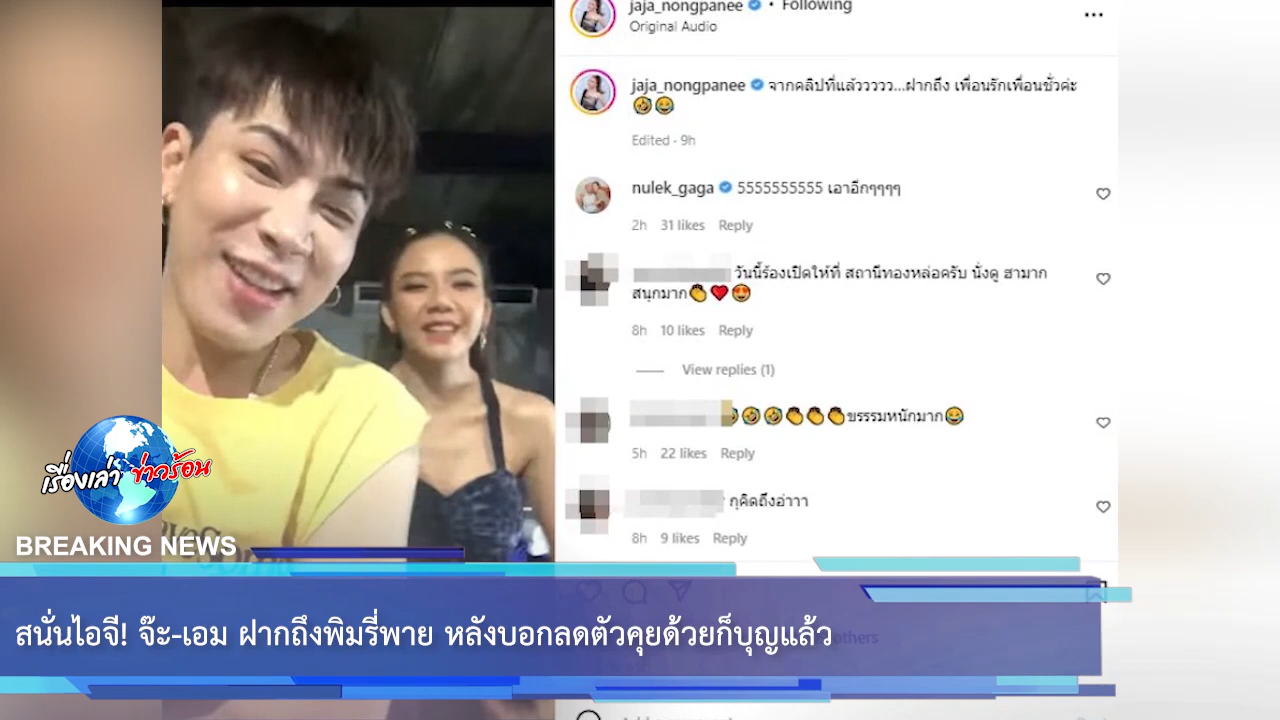 jaja_nongpanee • Following
Original Audio
jaja_nongpanee จากคลิปที่แล้ววววว...ฝากถึง เพื่อนรักเพื่อนชั่วค่ะ
🤣😂
Edited · 9h
nulek_gaga 5555555555 เอาอีกๆๆๆๆ
2h 31 likes Reply
วันนี้ร้องเปิดให้ที่ สถานีทองหล่อครับ นั่งดู ฮามาก
สนุกมาก👏❤️😍
8h 10 likes Reply
View replies (1)
🤣🤣🤣👏👏👏ขรรรมหนักมาก😂
5h 22 likes Reply
กุคิดถึงอ่าาา
8h 9 likes Reply
เรื่องเล่า ข่าวร้อน
BREAKING NEWS
สนั่นไอจี! จ๊ะ-เอม ฝากถึงพิมรี่พาย หลังบอกลดตัวคุยด้วยก็บุญแล้ว
others